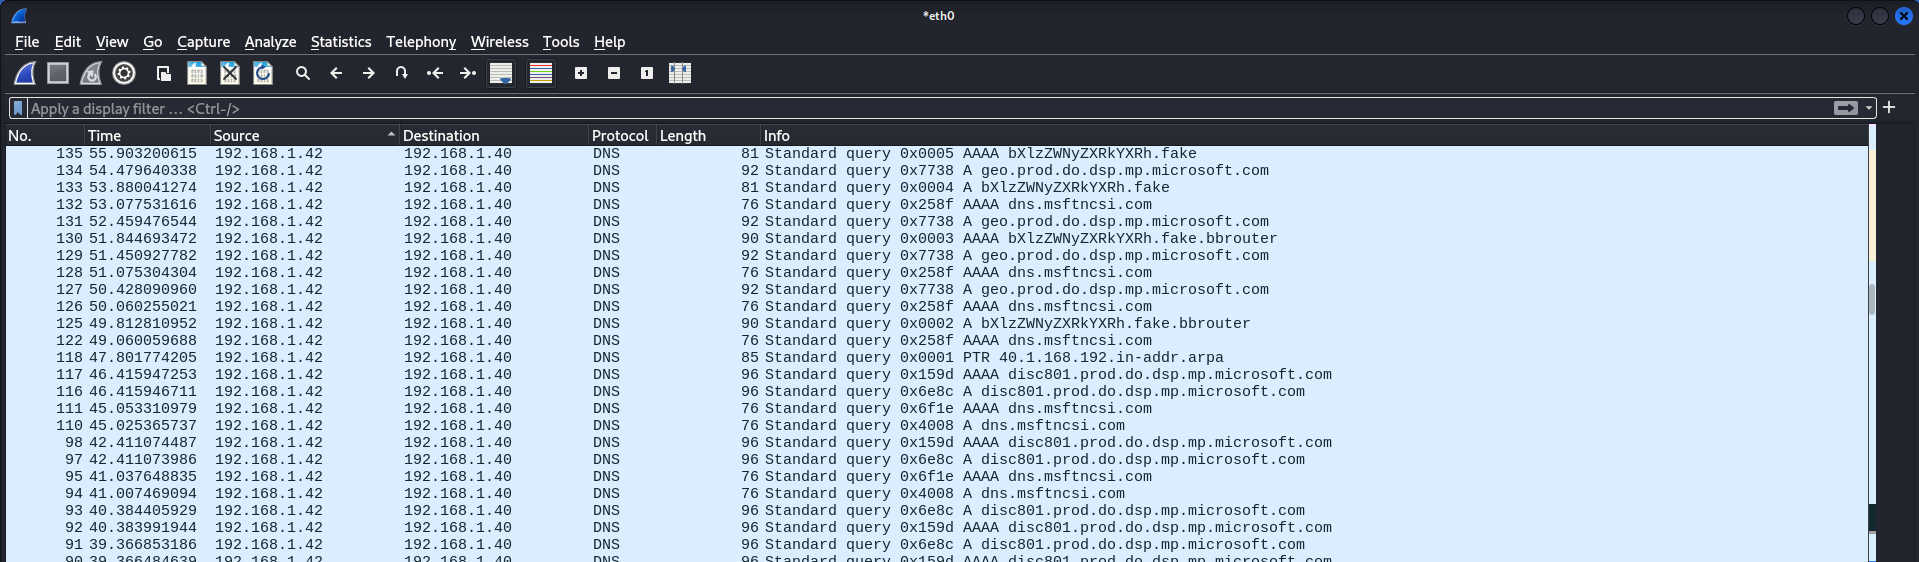 *eth0
File Edit View Go Capture Analyze Statistics Telephony Wireless Tools Help
Apply a display filter … <Ctrl-/>
No. Time Source Destination Protocol Length Info
135 55.903200615 192.168.1.42 192.168.1.40 DNS 81 Standard query 0x0005 AAAA bXlzZWNyZXRkYXRh.fake
134 54.479640338 192.168.1.42 192.168.1.40 DNS 92 Standard query 0x7738 A geo.prod.do.dsp.mp.microsoft.com
133 53.880041274 192.168.1.42 192.168.1.40 DNS 81 Standard query 0x0004 A bXlzZWNyZXRkYXRh.fake
132 53.077531616 192.168.1.42 192.168.1.40 DNS 76 Standard query 0x258f AAAA dns.msftncsi.com
131 52.459476544 192.168.1.42 192.168.1.40 DNS 92 Standard query 0x7738 A geo.prod.do.dsp.mp.microsoft.com
130 51.844693472 192.168.1.42 192.168.1.40 DNS 90 Standard query 0x0003 AAAA bXlzZWNyZXRkYXRh.fake.bbrouter
129 51.450927782 192.168.1.42 192.168.1.40 DNS 92 Standard query 0x7738 A geo.prod.do.dsp.mp.microsoft.com
128 51.075304304 192.168.1.42 192.168.1.40 DNS 76 Standard query 0x258f AAAA dns.msftncsi.com
127 50.428090960 192.168.1.42 192.168.1.40 DNS 92 Standard query 0x7738 A geo.prod.do.dsp.mp.microsoft.com
126 50.060255021 192.168.1.42 192.168.1.40 DNS 76 Standard query 0x258f AAAA dns.msftncsi.com
125 49.812810952 192.168.1.42 192.168.1.40 DNS 90 Standard query 0x0002 A bXlzZWNyZXRkYXRh.fake.bbrouter
122 49.060059688 192.168.1.42 192.168.1.40 DNS 76 Standard query 0x258f AAAA dns.msftncsi.com
118 47.801774205 192.168.1.42 192.168.1.40 DNS 85 Standard query 0x0001 PTR 40.1.168.192.in-addr.arpa
117 46.415947253 192.168.1.42 192.168.1.40 DNS 96 Standard query 0x159d AAAA disc801.prod.do.dsp.mp.microsoft.com
116 46.415946711 192.168.1.42 192.168.1.40 DNS 96 Standard query 0x6e8c A disc801.prod.do.dsp.mp.microsoft.com
111 45.053310979 192.168.1.42 192.168.1.40 DNS 76 Standard query 0x6f1e AAAA dns.msftncsi.com
110 45.025365737 192.168.1.42 192.168.1.40 DNS 76 Standard query 0x4008 A dns.msftncsi.com
98 42.411074487 192.168.1.42 192.168.1.40 DNS 96 Standard query 0x159d AAAA disc801.prod.do.dsp.mp.microsoft.com
97 42.411073986 192.168.1.42 192.168.1.40 DNS 96 Standard query 0x6e8c A disc801.prod.do.dsp.mp.microsoft.com
95 41.037648835 192.168.1.42 192.168.1.40 DNS 76 Standard query 0x6f1e AAAA dns.msftncsi.com
94 41.007469094 192.168.1.42 192.168.1.40 DNS 76 Standard query 0x4008 A dns.msftncsi.com
93 40.384405929 192.168.1.42 192.168.1.40 DNS 96 Standard query 0x6e8c A disc801.prod.do.dsp.mp.microsoft.com
92 40.383991944 192.168.1.42 192.168.1.40 DNS 96 Standard query 0x159d AAAA disc801.prod.do.dsp.mp.microsoft.com
91 39.366853186 192.168.1.42 192.168.1.40 DNS 96 Standard query 0x6e8c A disc801.prod.do.dsp.mp.microsoft.com
90 39.366484639 192.168.1.42 192.168.1.40 DNS 96 Standard query 0x159d AAAA disc801.prod.do.dsp.mp.microsoft.com